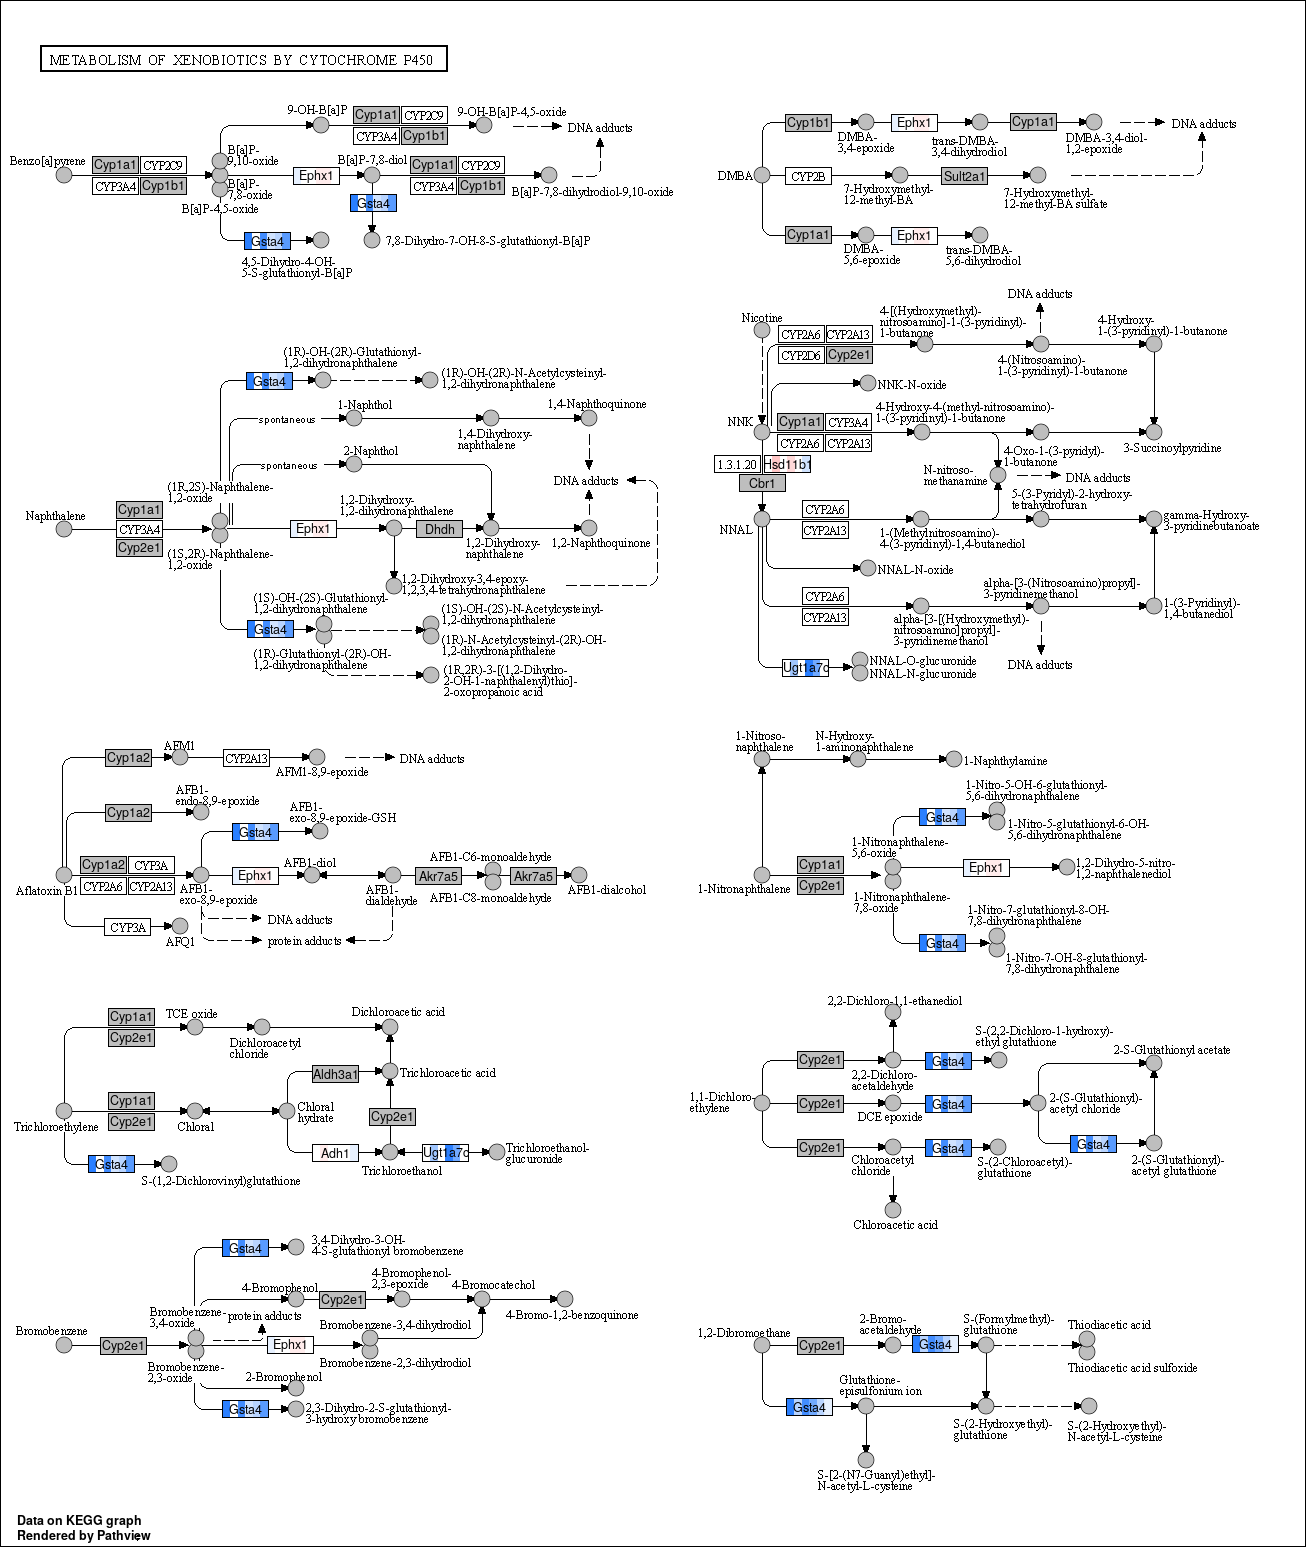 METABOLISM OF XENOBIOTICS BY CYTOCHROME P450
9-OH-B[a]P
Cyp1a1
CYP2C9
CYP3A4
Cyp1b1
9-OH-B[a]P-4,5-oxide
DNA adducts
Benzo[a]pyrene
Cyp1a1
CYP2C9
CYP3A4
Cyp1b1
B[a]P-
9,10-oxide
B[a]P-
7,8-oxide
B[a]P-4,5-oxide
Ephx1
B[a]P-7,8-diol
Cyp1a1
CYP2C9
CYP3A4
Cyp1b1
B[a]P-7,8-dihydrodiol-9,10-oxide
Gsta4
7,8-Dihydro-7-OH-8-S-glutathionyl-B[a]P
Gsta4
4,5-Dihydro-4-OH-
5-S-glutathionyl-B[a]P
DMBA
Cyp1b1
DMBA-
3,4-epoxide
Ephx1
trans-DMBA-
3,4-dihydrodiol
Cyp1a1
DMBA-3,4-diol-
1,2-epoxide
DNA adducts
CYP2B
7-Hydroxymethyl-
12-methyl-BA
Sult2a1
7-Hydroxymethyl-
12-methyl-BA sulfate
Cyp1a1
DMBA-
5,6-epoxide
Ephx1
trans-DMBA-
5,6-dihydrodiol
Naphthalene
Cyp1a1
CYP3A4
Cyp2e1
(1R,2S)-Naphthalene-
1,2-oxide
(1S,2R)-Naphthalene-
1,2-oxide
Gsta4
(1R)-OH-(2R)-Glutathionyl-
1,2-dihydronaphthalene
(1R)-OH-(2R)-N-Acetylcysteinyl-
1,2-dihydronaphthalene
spontaneous
1-Naphthol
1,4-Dihydroxy-
naphthalene
1,4-Naphthoquinone
spontaneous
2-Naphthol
DNA adducts
Ephx1
1,2-Dihydroxy-
1,2-dihydronaphthalene
Dhdh
1,2-Dihydroxy-
naphthalene
1,2-Naphthoquinone
1,2-Dihydroxy-3,4-epoxy-
1,2,3,4-tetrahydronaphthalene
(1S)-OH-(2S)-Glutathionyl-
1,2-dihydronaphthalene
Gsta4
(1R)-Glutathionyl-(2R)-OH-
1,2-dihydronaphthalene
(1S)-OH-(2S)-N-Acetylcysteinyl-
1,2-dihydronaphthalene
(1R)-N-Acetylcysteinyl-(2R)-OH-
1,2-dihydronaphthalene
(1R,2R)-3-[(1,2-Dihydro-
2-OH-1-naphthalenyl)thio]-
2-oxopropanoic acid
Nicotine
CYP2A6
CYP2A13
CYP2D6
Cyp2e1
4-[(Hydroxymethyl)-
nitrosoamino]-1-(3-pyridinyl)-
1-butanone
DNA adducts
4-(Nitrosoamino)-
1-(3-pyridinyl)-1-butanone
4-Hydroxy-
1-(3-pyridinyl)-1-butanone
NNK-N-oxide
NNK
Cyp1a1
CYP3A4
CYP2A6
CYP2A13
4-Hydroxy-4-(methyl-nitrosoamino)-
1-(3-pyridinyl)-1-butanone
4-Oxo-1-(3-pyridyl)-
1-butanone
3-Succinoylpyridine
1.3.1.20
Hsd11b1
Cbr1
N-nitroso-
methanamine
DNA adducts
NNAL
CYP2A6
CYP2A13
1-(Methylnitrosoamino)-
4-(3-pyridinyl)-1,4-butanediol
5-(3-Pyridyl)-2-hydroxy-
tetrahydrofuran
gamma-Hydroxy-
3-pyridinebutanoate
NNAL-N-oxide
CYP2A6
CYP2A13
alpha-[3-[(Hydroxymethyl)-
nitrosoamino]propyl]-
3-pyridinemethanol
alpha-[3-(Nitrosoamino)propyl]-
3-pyridinemethanol
1-(3-Pyridinyl)-
1,4-butanediol
DNA adducts
Ugt1a7c
NNAL-O-glucuronide
NNAL-N-glucuronide
Aflatoxin B1
Cyp1a2
AFM1
CYP2A13
AFM1-8,9-epoxide
DNA adducts
Cyp1a2
AFB1-
endo-8,9-epoxide
Gsta4
AFB1-
exo-8,9-epoxide-GSH
Cyp1a2
CYP3A
CYP2A6
CYP2A13
AFB1-
exo-8,9-epoxide
Ephx1
AFB1-diol
AFB1-
dialdehyde
Akr7a5
AFB1-C6-monoaldehyde
AFB1-C8-monoaldehyde
Akr7a5
AFB1-dialcohol
DNA adducts
protein adducts
CYP3A
AFQ1
1-Nitroso-
naphthalene
N-Hydroxy-
1-aminonaphthalene
1-Naphthylamine
1-Nitronaphthalene
Cyp1a1
Cyp2e1
1-Nitronaphthalene-
5,6-oxide
1-Nitronaphthalene-
7,8-oxide
Gsta4
1-Nitro-5-OH-6-glutathionyl-
5,6-dihydronaphthalene
1-Nitro-5-glutathionyl-6-OH-
5,6-dihydronaphthalene
Ephx1
1,2-Dihydro-5-nitro-
1,2-naphthalenediol
Gsta4
1-Nitro-7-glutathionyl-8-OH-
7,8-dihydronaphthalene
1-Nitro-7-OH-8-glutathionyl-
7,8-dihydronaphthalene
Trichloroethylene
Cyp1a1
Cyp2e1
TCE oxide
Dichloroacetyl
chloride
Dichloroacetic acid
Cyp1a1
Cyp2e1
Chloral
Chloral
hydrate
Aldh3a1
Trichloroacetic acid
Cyp2e1
Adh1
Trichloroethanol
Ugt1a7c
Trichloroethanol-
glucuronide
Gsta4
S-(1,2-Dichlorovinyl)glutathione
1,1-Dichloro-
ethylene
Cyp2e1
2,2-Dichloro-1,1-ethanediol
2,2-Dichloro-
acetaldehyde
Gsta4
S-(2,2-Dichloro-1-hydroxy)-
ethyl glutathione
Cyp2e1
DCE epoxide
Gsta4
2-(S-Glutathionyl)-
acetyl chloride
2-S-Glutathionyl acetate
Gsta4
2-(S-Glutathionyl)-
acetyl glutathione
Cyp2e1
Chloroacetyl
chloride
Gsta4
S-(2-Chloroacetyl)-
glutathione
Chloroacetic acid
Bromobenzene
Cyp2e1
Bromobenzene-
3,4-oxide
Bromobenzene-
2,3-oxide
Gsta4
3,4-Dihydro-3-OH-
4-S-glutathionyl bromobenzene
4-Bromophenol
Cyp2e1
4-Bromophenol-
2,3-epoxide
4-Bromocatechol
4-Bromo-1,2-benzoquinone
protein adducts
Ephx1
Bromobenzene-3,4-dihydrodiol
Bromobenzene-2,3-dihydrodiol
2-Bromophenol
Gsta4
2,3-Dihydro-2-S-glutathionyl-
3-hydroxy bromobenzene
1,2-Dibromoethane
Cyp2e1
2-Bromo-
acetaldehyde
Gsta4
S-(Formylmethyl)-
glutathione
Thiodiacetic acid
Thiodiacetic acid sulfoxide
Gsta4
Glutathione-
episulfonium ion
S-(2-Hydroxyethyl)-
glutathione
S-(2-Hydroxyethyl)-
N-acetyl-L-cysteine
S-[2-(N7-Guanyl)ethyl]-
N-acetyl-L-cysteine
Data on KEGG graph
Rendered by Pathview